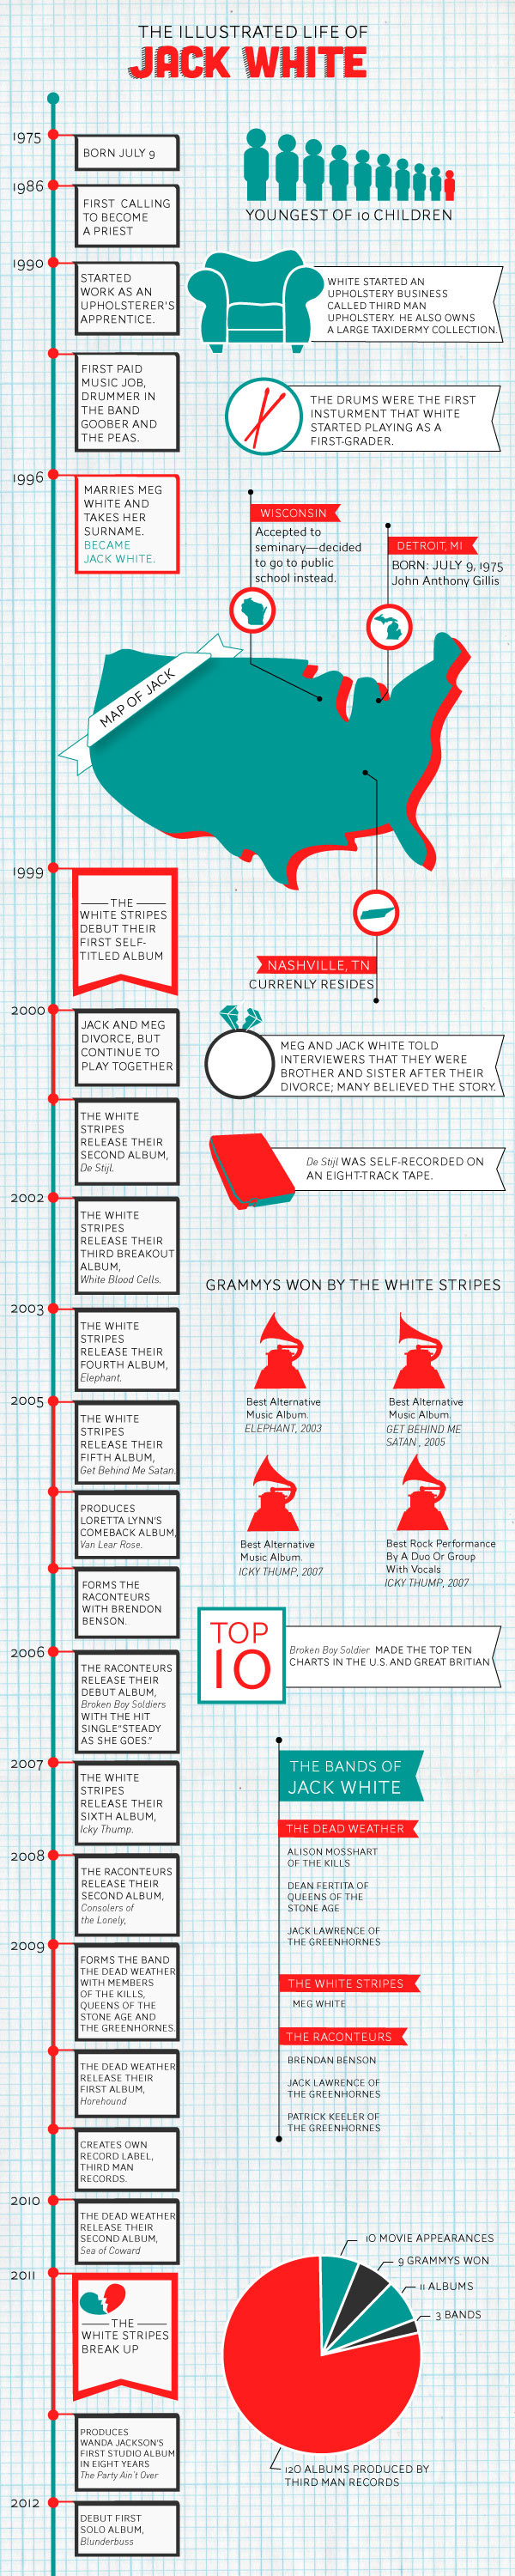 THE ILLUSTRATED LIFE OF
JACK WHITE
1975
BORN JULY 9
YOUNGEST OF 10 CHILDREN
1986
FIRST CALLING
TO BECOME
A PRIEST
1990
STARTED
WORK AS AN
UPHOLSTERER'S
APPRENTICE.
WHITE STARTED AN
UPHOLSTERY BUSINESS
CALLED THIRD MAN
UPHOLSTERY. HE ALSO OWNS
A LARGE TAXIDERMY COLLECTION.
FIRST PAID
MUSIC JOB,
DRUMMER IN
THE BAND
GOOBER AND
THE PEAS.
THE DRUMS WERE THE FIRST
INSTURMENT THAT WHITE
STARTED PLAYING AS A
FIRST-GRADER.
1996
MARRIES MEG
WHITE AND
TAKES HER
SURNAME.
BECAME
JACK WHITE.
WISCONSIN
Accepted to
seminary—decided
to go to public
school instead.
DETROIT, MI
BORN: JULY 9, 1975
John Anthony Gillis
MAP OF JACK
NASHVILLE, TN
CURRENLY RESIDES
1999
THE
WHITE STRIPES
DEBUT THEIR
FIRST SELF-
TITLED ALBUM
2000
JACK AND MEG
DIVORCE, BUT
CONTINUE TO
PLAY TOGETHER
MEG AND JACK WHITE TOLD
INTERVIEWERS THAT THEY WERE
BROTHER AND SISTER AFTER THEIR
DIVORCE; MANY BELIEVED THE STORY.
THE WHITE
STRIPES
RELEASE THEIR
SECOND ALBUM,
De Stijl.
De Stijl WAS SELF-RECORDED ON
AN EIGHT-TRACK TAPE.
2002
THE WHITE
STRIPES
RELEASE THEIR
THIRD BREAKOUT
ALBUM,
White Blood Cells.
2003
THE WHITE
STRIPES
RELEASE THEIR
FOURTH ALBUM,
Elephant.
2005
THE WHITE
STRIPES
RELEASE THEIR
FIFTH ALBUM,
Get Behind Me Satan.
PRODUCES
LORETTA LYNN'S
COMEBACK ALBUM,
Van Lear Rose.
FORMS THE
RACONTEURS
WITH BRENDON
BENSON.
GRAMMYS WON BY THE WHITE STRIPES
Best Alternative
Music Album.
ELEPHANT, 2003
Best Alternative
Music Album.
GET BEHIND ME
SATAN , 2005
Best Alternative
Music Album.
ICKY THUMP, 2007
Best Rock Performance
By A Duo Or Group
With Vocals
ICKY THUMP, 2007
TOP
10
Broken Boy Soldier MADE THE TOP TEN
CHARTS IN THE U.S. AND GREAT BRITIAN
2006
THE RACONTEURS
RELEASE THEIR
DEBUT ALBUM,
Broken Boy Soldiers
WITH THE HIT
SINGLE"STEADY
AS SHE GOES."
2007
THE WHITE
STRIPES
RELEASE THEIR
SIXTH ALBUM,
Icky Thump.
2008
THE RACONTEURS
RELEASE THEIR
SECOND ALBUM,
Consolers of
the Lonely,
2009
FORMS THE BAND
THE DEAD WEATHER
WITH MEMBERS
OF THE KILLS,
QUEENS OF THE
STONE AGE AND
THE GREENHORNES.
THE DEAD WEATHER
RELEASE THEIR
FIRST ALBUM,
Horehound
CREATES OWN
RECORD LABEL,
THIRD MAN
RECORDS.
THE BANDS OF
JACK WHITE
THE DEAD WEATHER
ALISON MOSSHART
OF THE KILLS
DEAN FERTITA OF
QUEENS OF THE
STONE AGE
JACK LAWRENCE OF
THE GREENHORNES
THE WHITE STRIPES
MEG WHITE
THE RACONTEURS
BRENDAN BENSON
JACK LAWRENCE OF
THE GREENHORNES
PATRICK KEELER OF
THE GREENHORNES
2010
THE DEAD WEATHER
RELEASE THEIR
SECOND ALBUM,
Sea of Coward
2011
THE
WHITE STRIPES
BREAK UP
PRODUCES
WANDA JACKSON'S
FIRST STUDIO ALBUM
IN EIGHT YEARS
The Party Ain't Over
10 MOVIE APPEARANCES
9 GRAMMYS WON
11 ALBUMS
3 BANDS
120 ALBUMS PRODUCED BY
THIRD MAN RECORDS
2012
DEBUT FIRST
SOLO ALBUM,
Blunderbuss